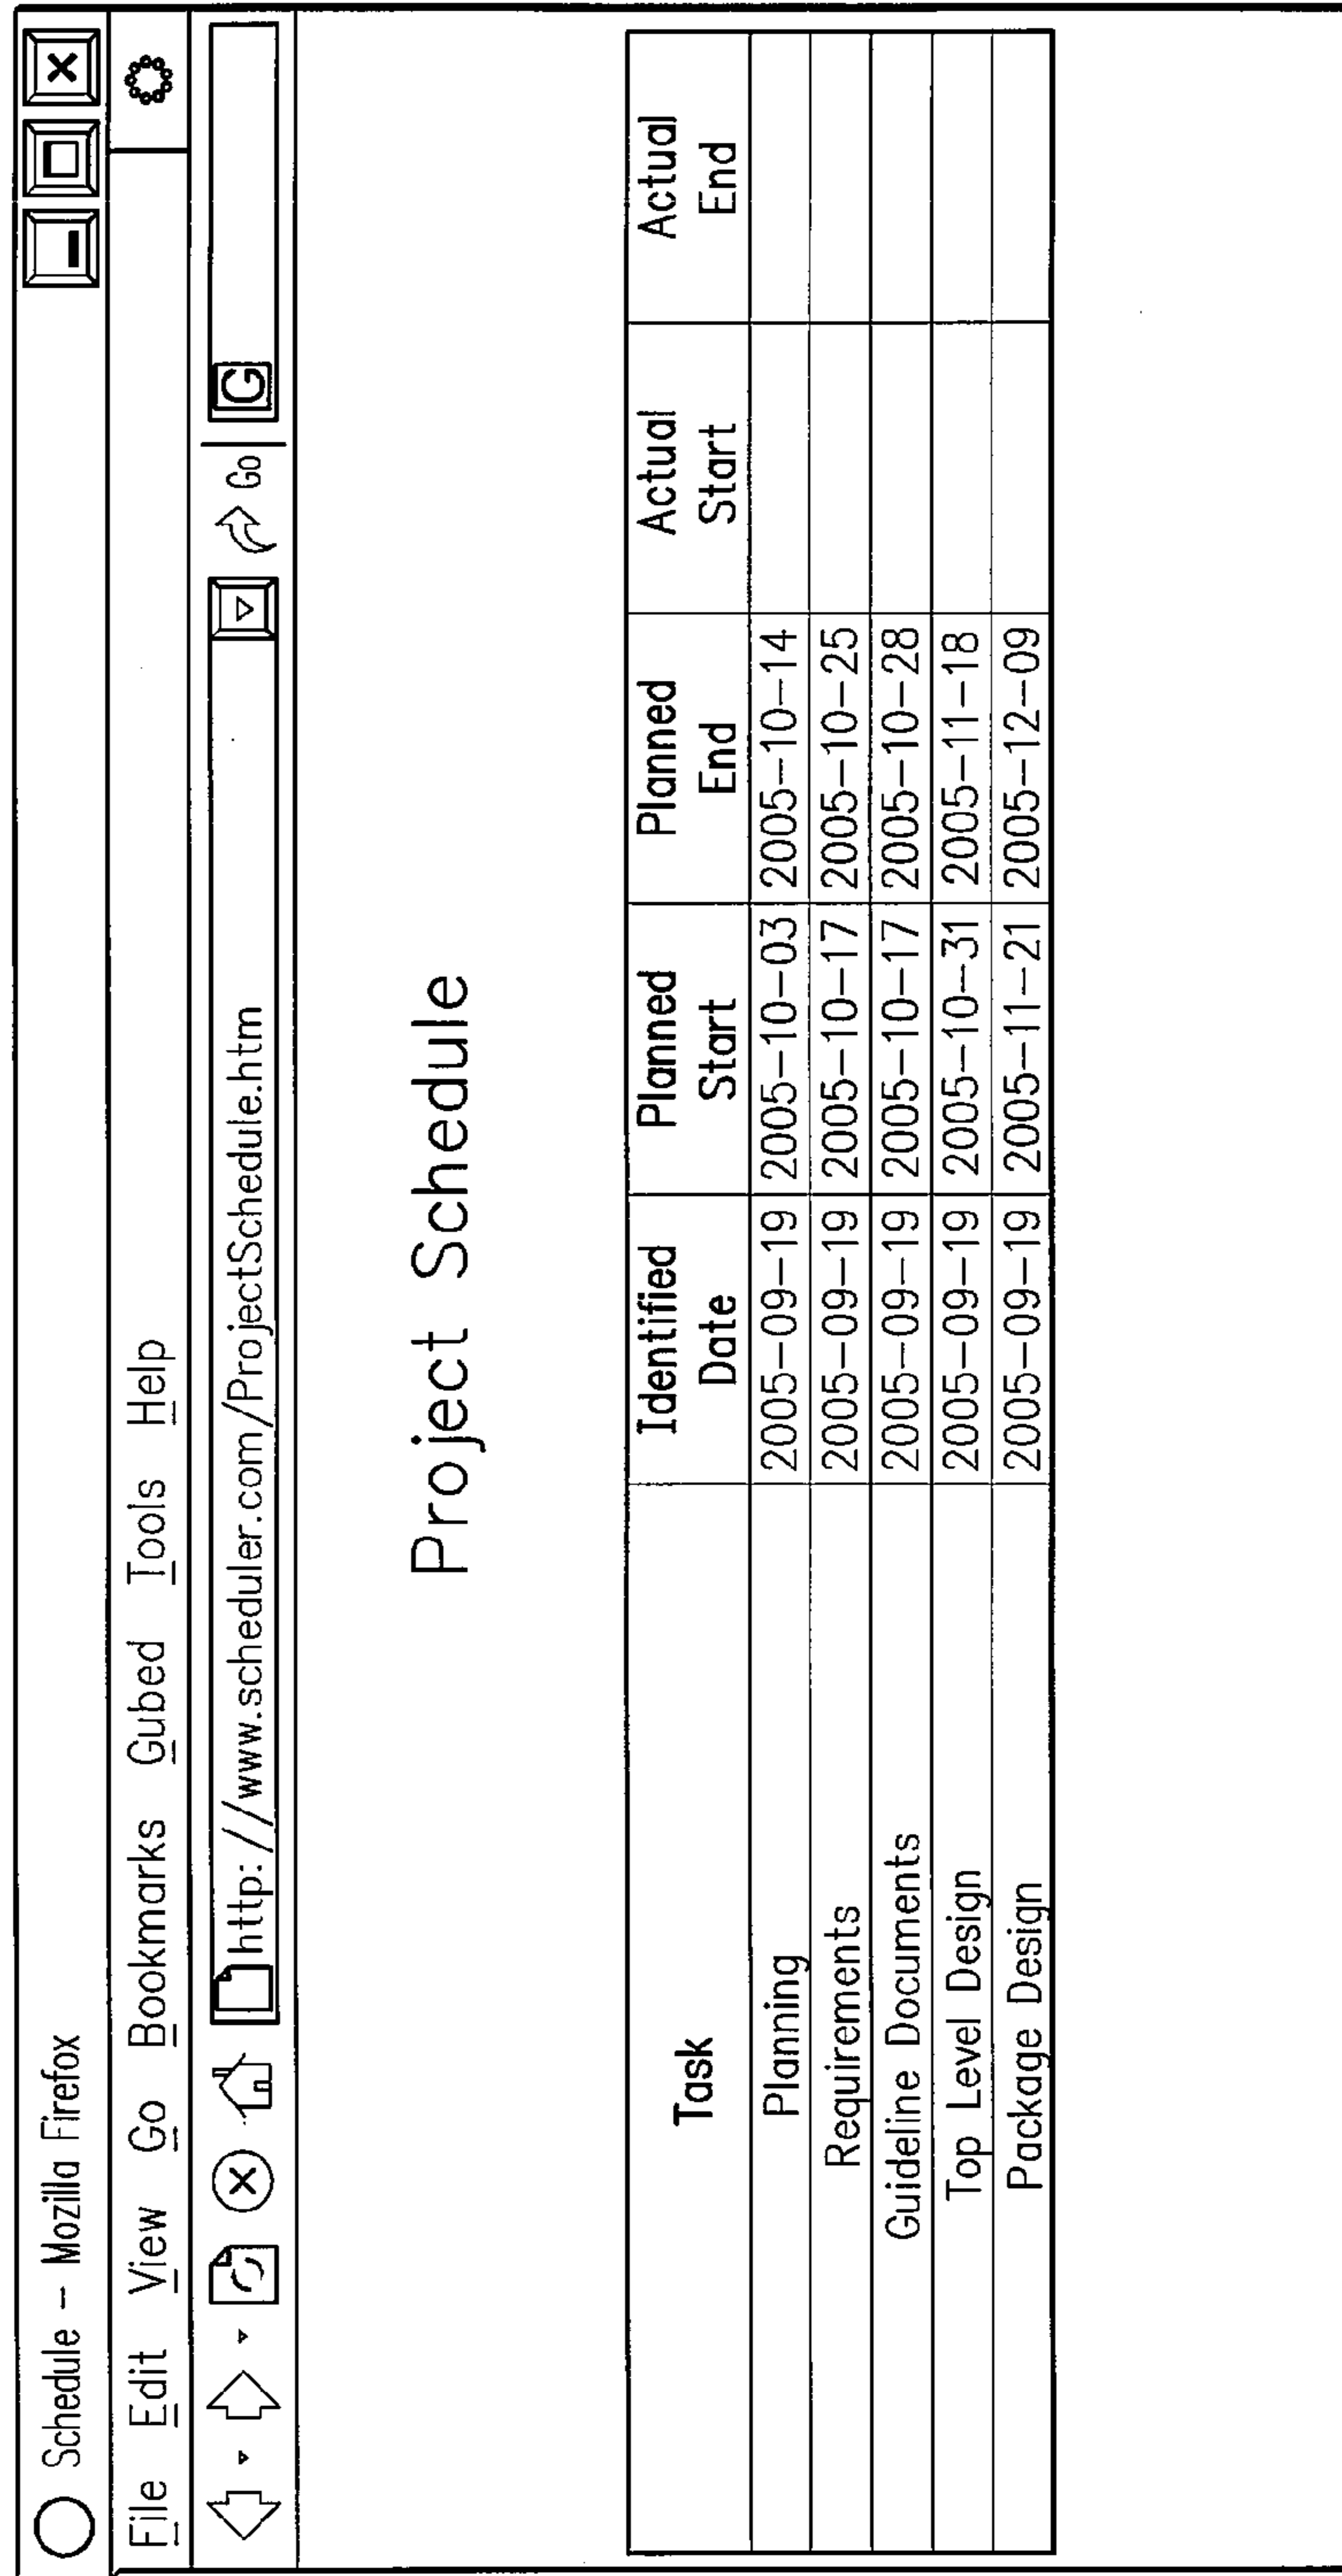 Schedule – Mozilla Firefox
File Edit View Go Bookmarks Gubed Tools Help
http://www.scheduler.com/ProjectSchedule.htm Go G
Project Schedule
Task Identified Date Planned Start Planned End Actual Start Actual End
Planning 2005–09–19 2005–10–03 2005–10–14
Requirements 2005–09–19 2005–10–17 2005–10–25
Guideline Documents 2005–09–19 2005–10–17 2005–10–28
Top Level Design 2005–09–19 2005–10–31 2005–11–18
Package Design 2005–09–19 2005–11–21 2005–12–09